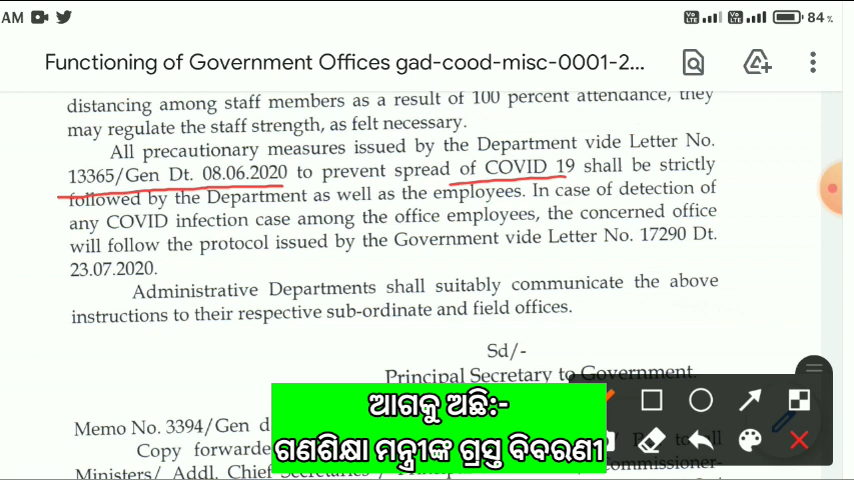 AM 84%
Functioning of Government Offices gad-cood-misc-0001-2...
distancing among staff members as a result of 100 percent attendance, they
may regulate the staff strength, as felt necessary.
All precautionary measures issued by the Department vide Letter No.
13365/Gen Dt. 08.06.2020 to prevent spread of COVID 19 shall be strictly
followed by the Department as well as the employees. In case of detection of
any COVID infection case among the office employees, the concerned office
will follow the protocol issued by the Government vide Letter No. 17290 Dt.
23.07.2020.
Administrative Departments shall suitably communicate the above
instructions to their respective sub-ordinate and field offices.
Sd/-
Principal Secretary to Government.
ଆଗକୁ ଅଛି:-
ଗଣଶିକ୍ଷା ମନ୍ତ୍ରୀଙ୍କ ଗ୍ରସ୍ତ ବିବରଣୀ
Memo No. 3394/Gen d
Copy forwarde
Ministers/ Addl. Chief Secretaries